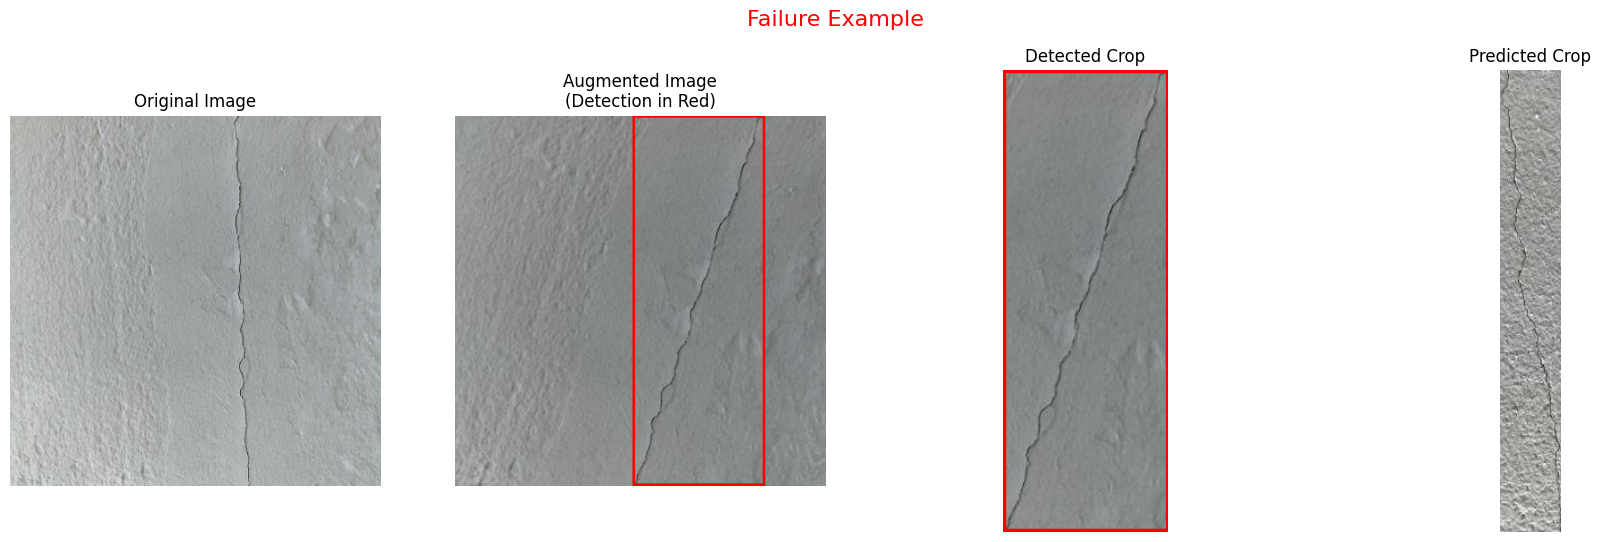 Failure Example
Original Image
Augmented Image
(Detection in Red)
Detected Crop
Predicted Crop